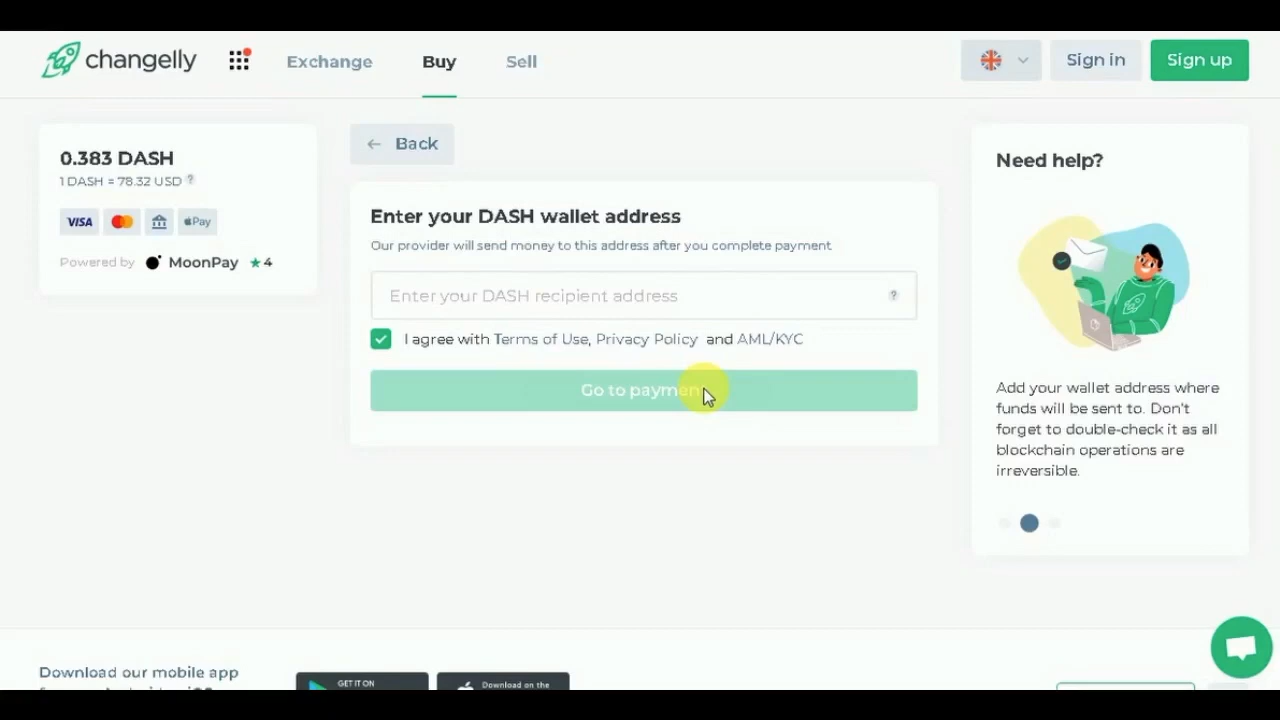 changelly
Exchange
Buy
Sell
Sign in
Sign up
0.383 DASH
1 DASH = 78.32 USD ?
VISA
Pay
Powered by MoonPay ★ 4
← Back
Enter your DASH wallet address
Our provider will send money to this address after you complete payment
Enter your DASH recipient address ?
I agree with Terms of Use, Privacy Policy and AML/KYC
Go to payment
Need help?
Add your wallet address where
funds will be sent to. Don't
forget to double-check it as all
blockchain operations are
irreversible.
Download our mobile app
GET IT ON
Download on the